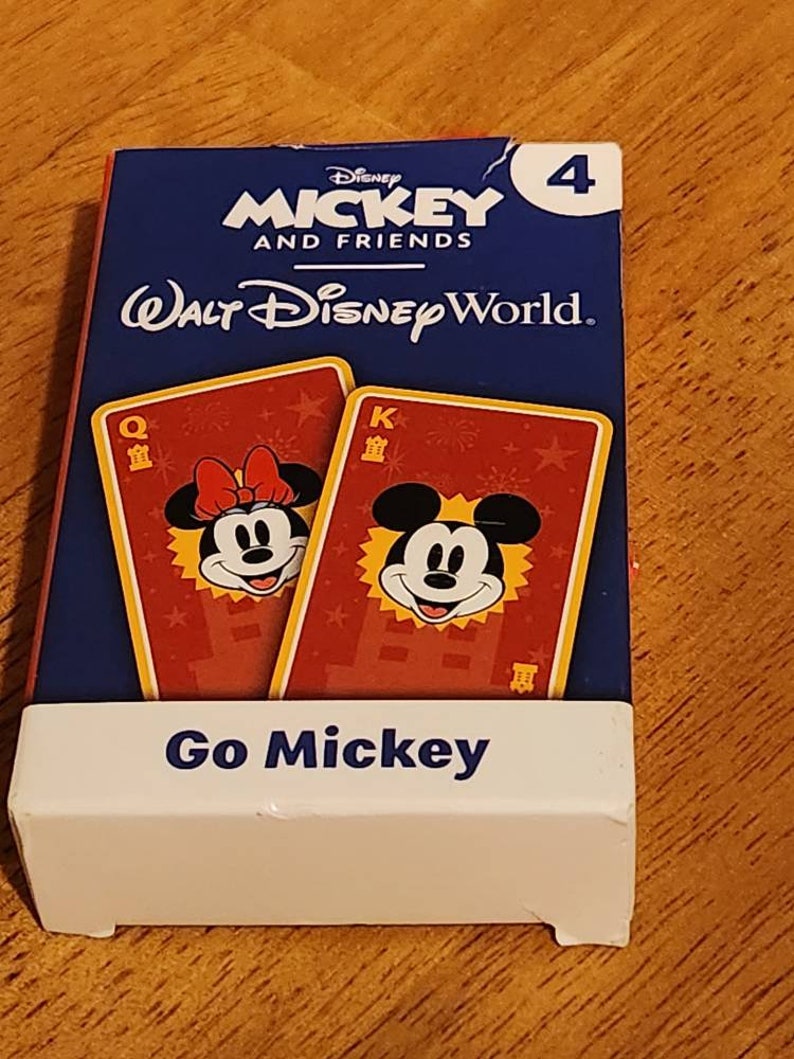 Disney
MICKEY
AND FRIENDS
4
Walt Disney World®
Q
K
Go Mickey